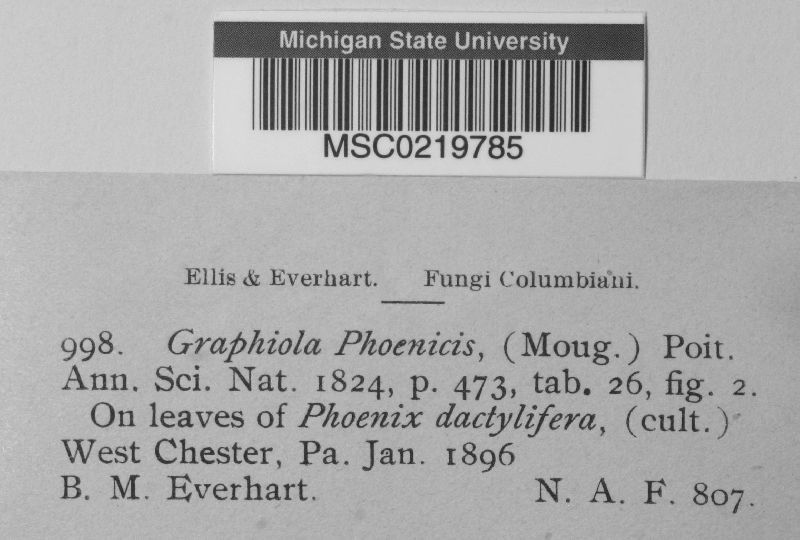 Michigan State University
MSC0219785
Ellis & Everhart. Fungi Columbiani.
998. Graphiola Phoenicis, (Moug.) Poit.
Ann. Sci. Nat. 1824, p. 473, tab. 26, fig. 2.
On leaves of Phoenix dactylifera, (cult.)
West Chester, Pa. Jan. 1896
B. M. Everhart. N. A. F. 807.